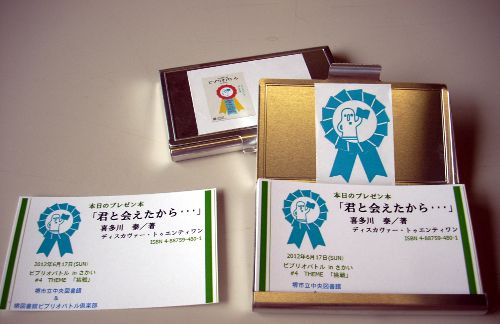 ビブリオバトル
本日のプレゼン本
「君と会えたから・・・」
喜多川 泰／著
ディスカヴァー・トゥエンティワン
ISBN 4-88759-480-1
2012年6月17日(SUN)
ビブリオバトル in さかい
#4 THEME 「挑戦」
堺市立中央図書館
&
堺図書館ビブリオバトル倶楽部
本日のプレゼン本
「君と会えたから・・・」
喜多川 泰／著
ディスカヴァー・トゥエンティワン
ISBN 4-88759-480-1
2012年6月17日(SUN)
ビブリオバトル in さかい
#4 THEME 「挑戦」
堺市立中央図書館